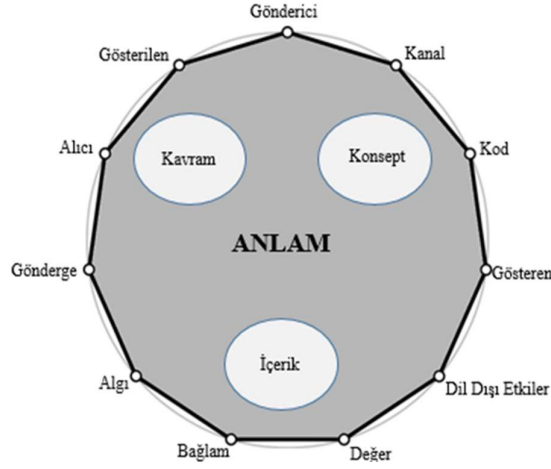 Gönderici
Gösterilen
Kanal
Alıcı
Kavram
Konsept
Kod
ANLAM
Gönderge
Gösteren
İçerik
Algı
Dil Dışı Etkiler
Bağlam
Değer